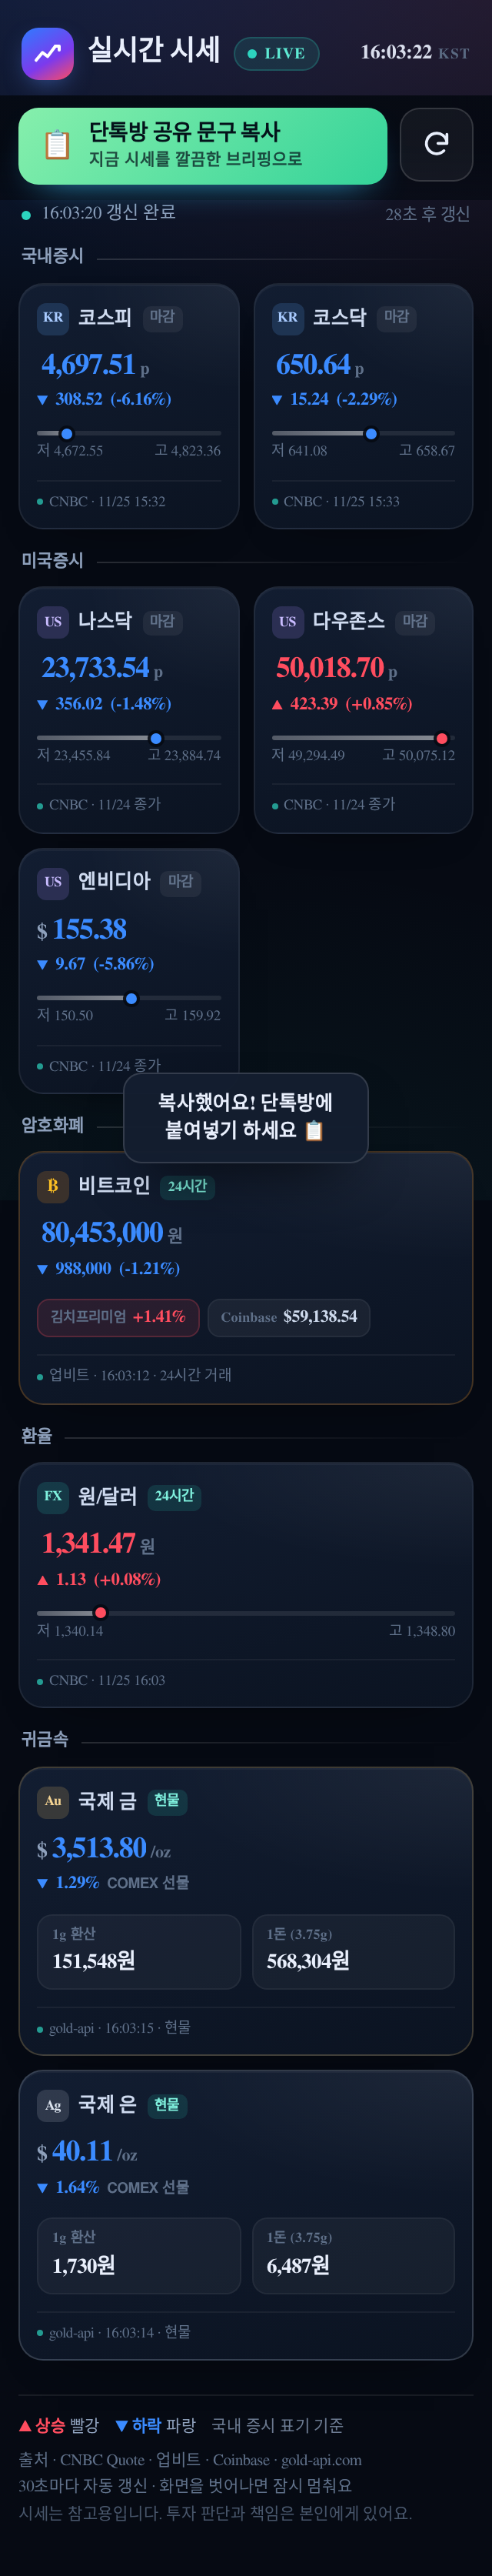 실시간 시세 LIVE 16:03:22 KST
📋 단톡방 공유 문구 복사
지금 시세를 깔끔한 브리핑으로
16:03:20 갱신 완료 28초 후 갱신
국내증시
KR 코스피 마감
4,697.51 p
▼ 308.52 (-6.16%)
저 4,672.55 고 4,823.36
CNBC · 11/25 15:32
KR 코스닥 마감
650.64 p
▼ 15.24 (-2.29%)
저 641.08 고 658.67
CNBC · 11/25 15:33
미국증시
US 나스닥 마감
23,733.54 p
▼ 356.02 (-1.48%)
저 23,455.84 고 23,884.74
CNBC · 11/24 종가
US 다우존스 마감
50,018.70 p
▲ 423.39 (+0.85%)
저 49,294.49 고 50,075.12
CNBC · 11/24 종가
US 엔비디아 마감
$ 155.38
▼ 9.67 (-5.86%)
저 150.50 고 159.92
CNBC · 11/24 종가
복사했어요! 단톡방에
붙여넣기 하세요 📋
암호화폐
₿ 비트코인 24시간
80,453,000 원
▼ 988,000 (-1.21%)
김치프리미엄 +1.41% Coinbase $59,138.54
업비트 · 16:03:12 · 24시간 거래
환율
FX 원/달러 24시간
1,341.47 원
▲ 1.13 (+0.08%)
저 1,340.14 고 1,348.80
CNBC · 11/25 16:03
귀금속
Au 국제 금 현물
$ 3,513.80 /oz
▼ 1.29% COMEX 선물
1g 환산 1돈 (3.75g)
151,548원 568,304원
gold-api · 16:03:15 · 현물
Ag 국제 은 현물
$ 40.11 /oz
▼ 1.64% COMEX 선물
1g 환산 1돈 (3.75g)
1,730원 6,487원
gold-api · 16:03:14 · 현물
▲ 상승 빨강 ▼ 하락 파랑 국내 증시 표기 기준
출처 · CNBC Quote · 업비트 · Coinbase · gold-api.com
30초마다 자동 갱신 · 화면을 벗어나면 잠시 멈춰요
시세는 참고용입니다. 투자 판단과 책임은 본인에게 있어요.